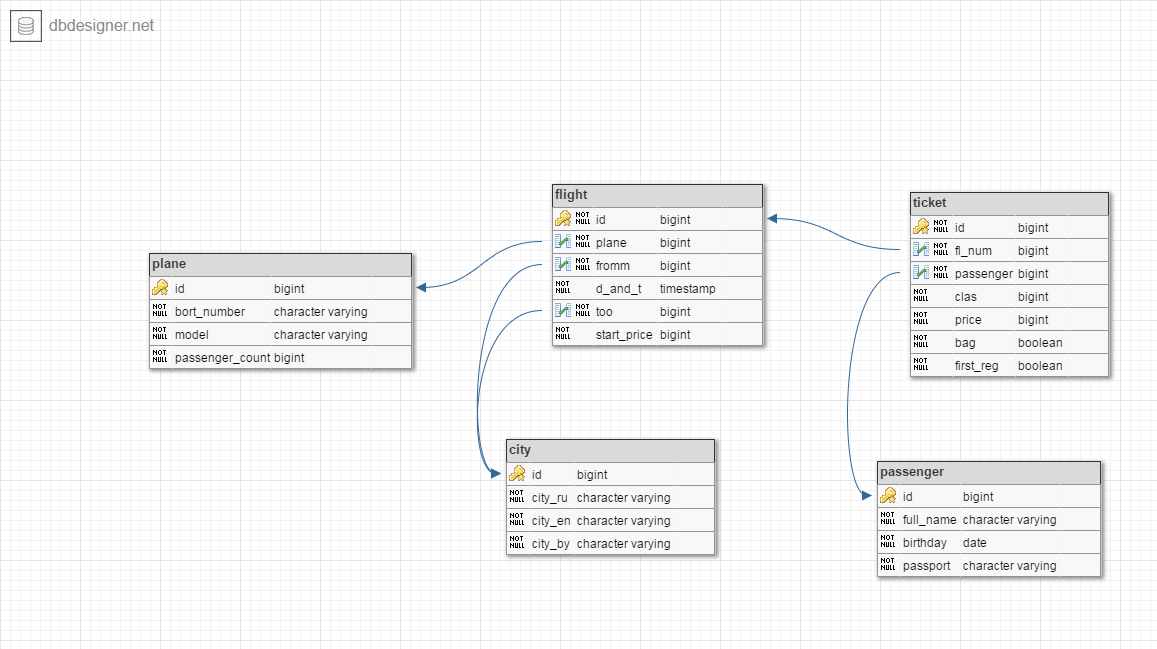 dbdesigner.net
flight
NOT NULL id bigint
NOT NULL plane bigint
NOT NULL fromm bigint
NOT NULL d_and_t timestamp
NOT NULL too bigint
NOT NULL start_price bigint
ticket
NOT NULL id bigint
NOT NULL fl_num bigint
NOT NULL passenger bigint
NOT NULL clas bigint
NOT NULL price bigint
NOT NULL bag boolean
NOT NULL first_reg boolean
plane
id bigint
NOT NULL bort_number character varying
NOT NULL model character varying
NOT NULL passenger_count bigint
city
id bigint
NOT NULL city_ru character varying
NOT NULL city_en character varying
NOT NULL city_by character varying
passenger
id bigint
NOT NULL full_name character varying
NOT NULL birthday date
NOT NULL passport character varying